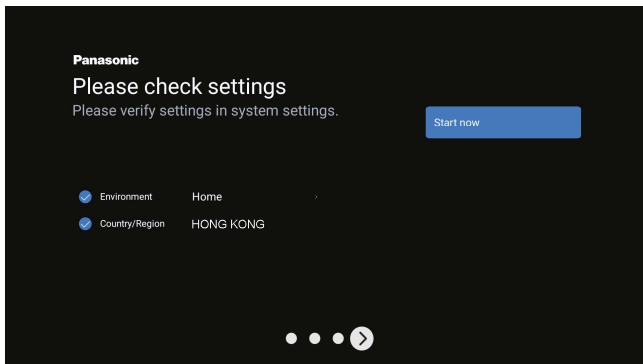 Panasonic
Please check settings
Please verify settings in system settings.
Start now
Environment Home
Country/Region HONG KONG